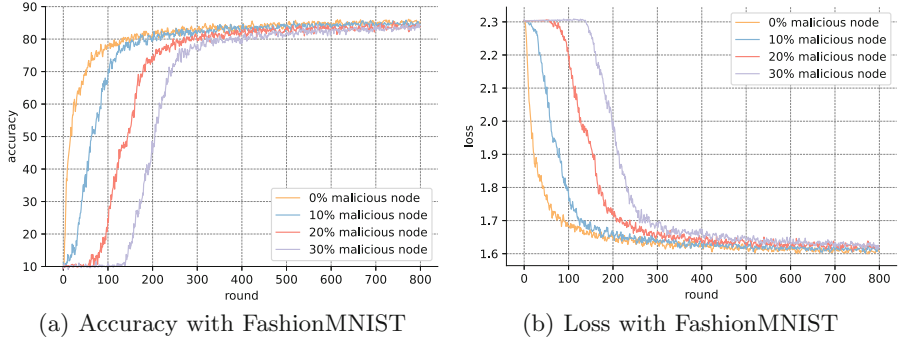 90
80
70
60
50
40
30
20
10
accuracy
0 100 200 300 400 500 600 700 800
round
0% malicious node
10% malicious node
20% malicious node
30% malicious node
(a) Accuracy with FashionMNIST
2.3
2.2
2.1
2.0
1.9
1.8
1.7
1.6
loss
0 100 200 300 400 500 600 700 800
round
0% malicious node
10% malicious node
20% malicious node
30% malicious node
(b) Loss with FashionMNIST